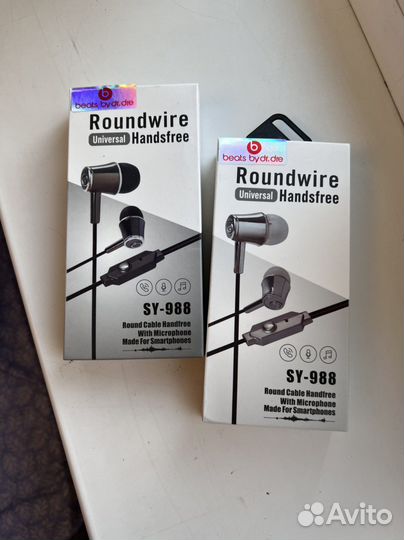 beats by dr. dre
Roundwire
Universal Handsfree
SY-988
Round Cable Handfree
With Microphone
Made For Smartphones
beats by dr. dre
Roundwire
Universal Handsfree
SY-988
Round Cable Handfree
With Microphone
Made For Smartphones
Avito